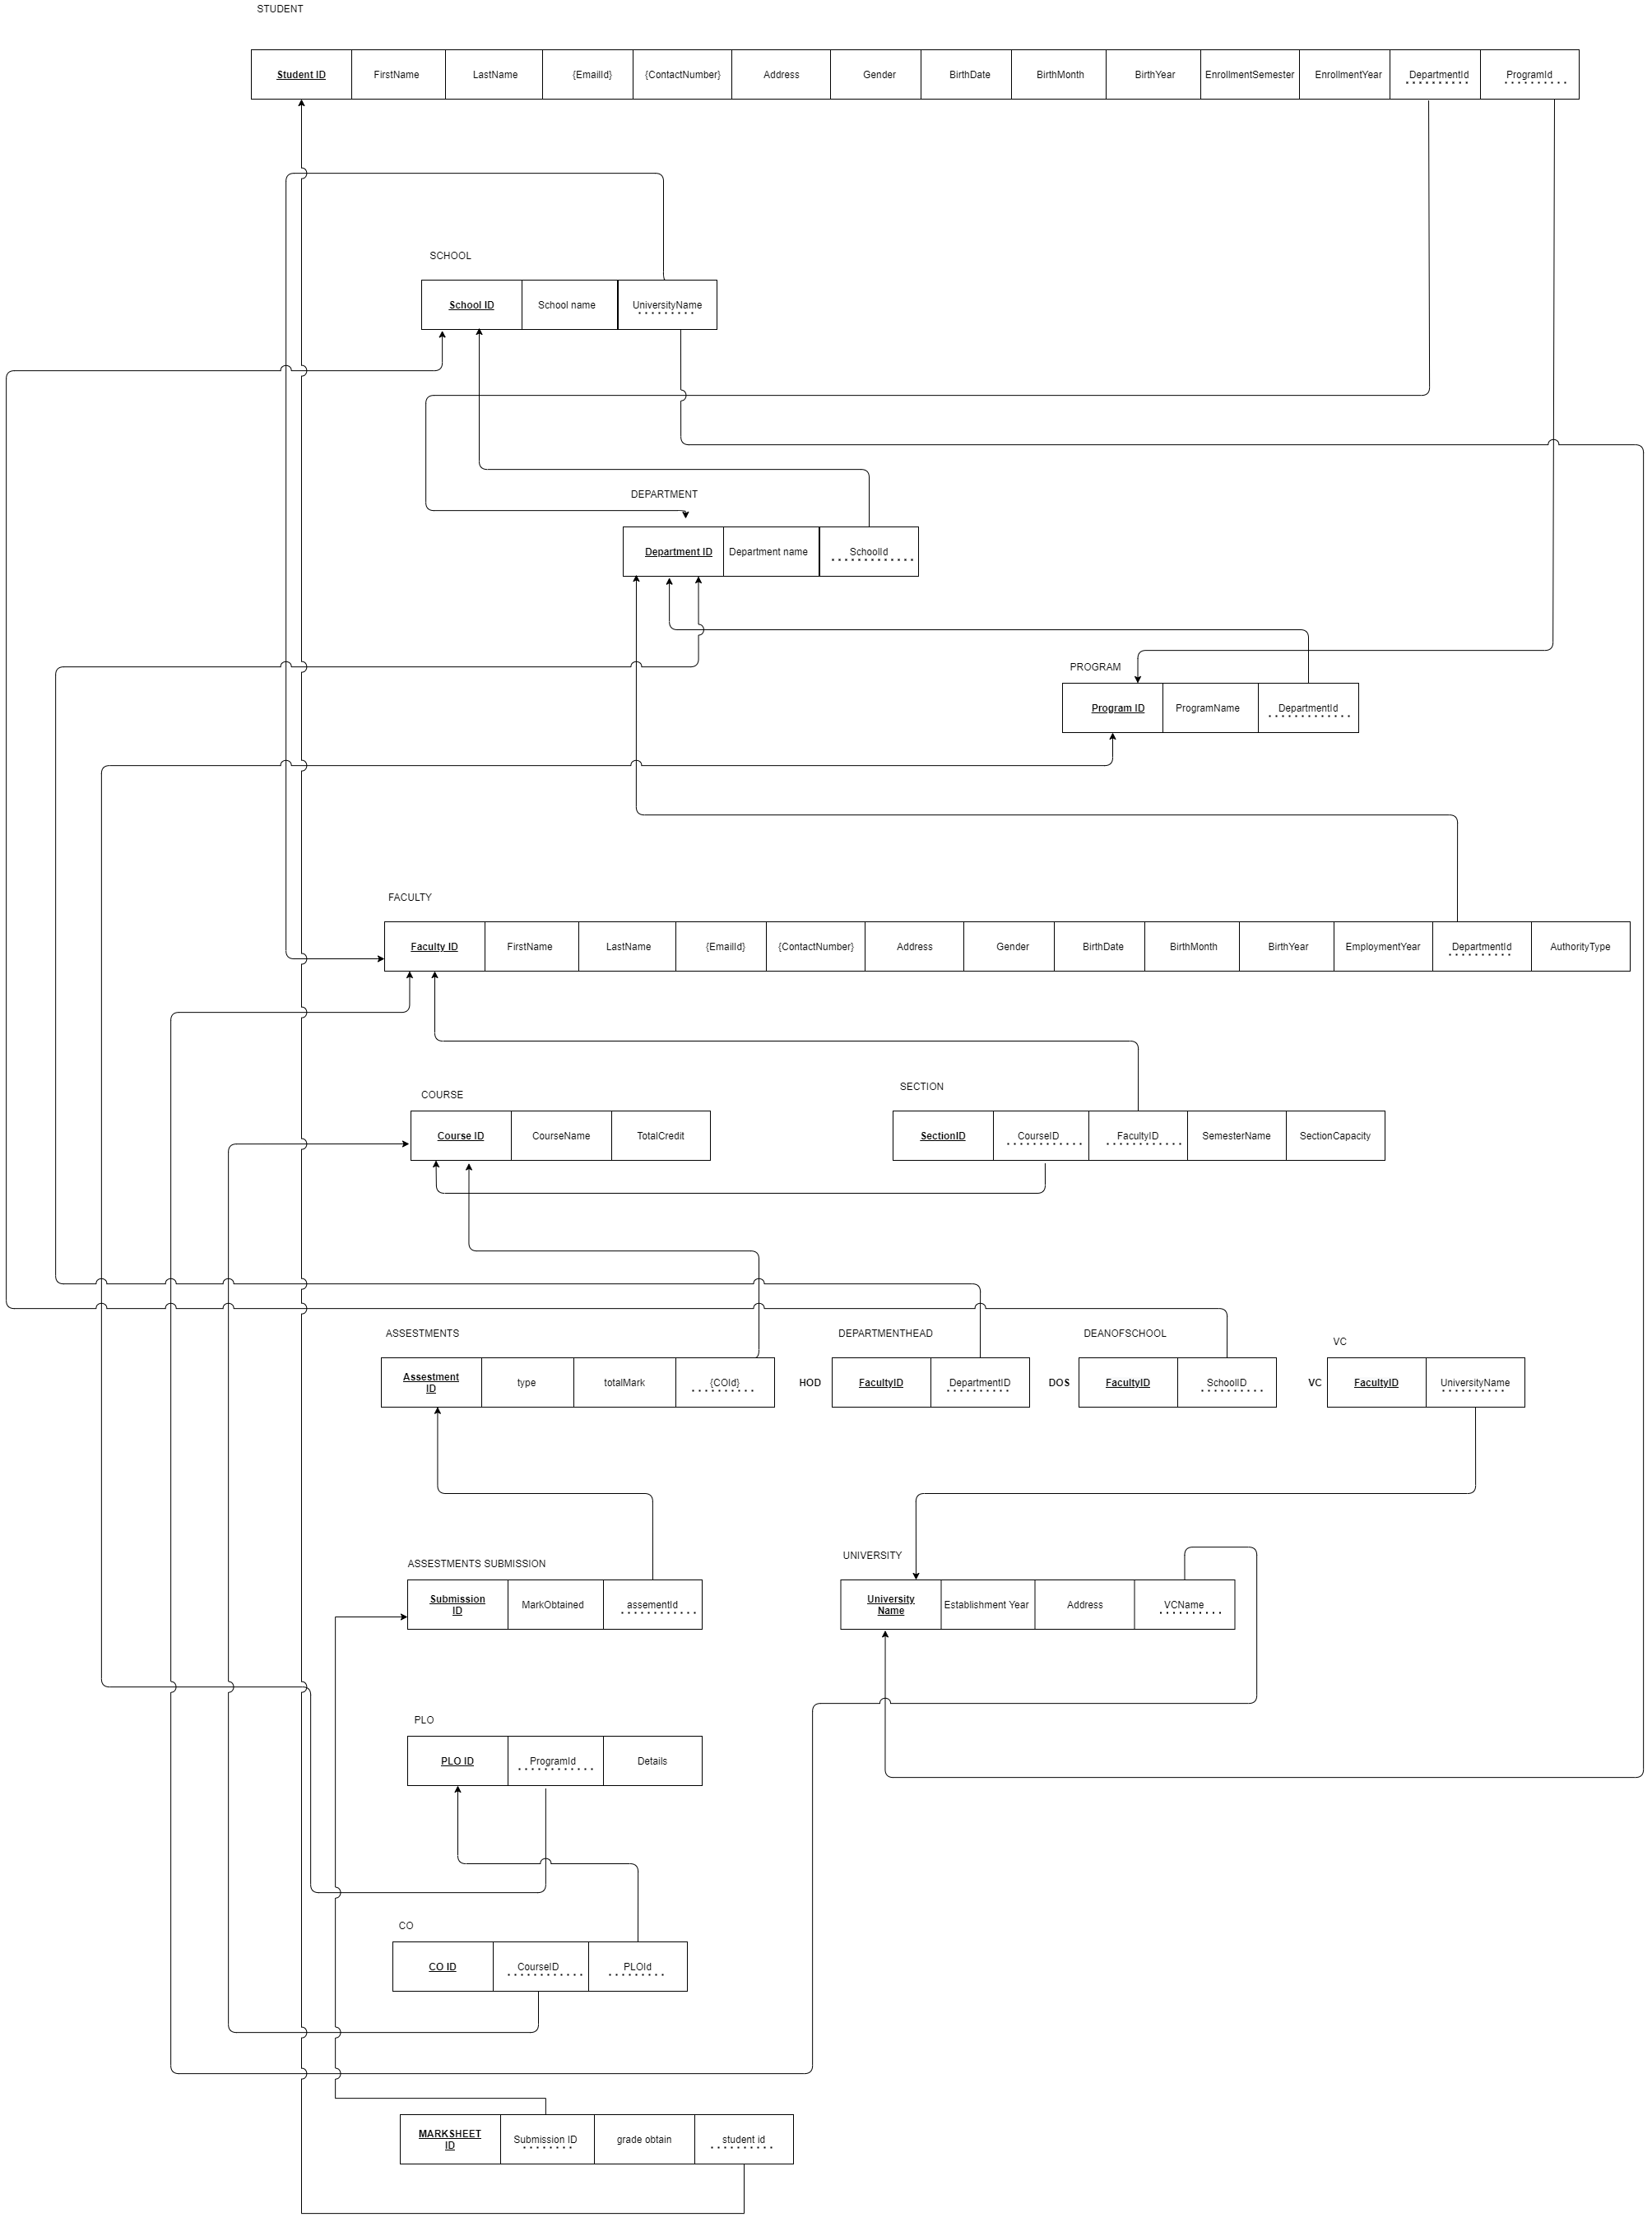 STUDENT
Student ID FirstName LastName {EmailId} {ContactNumber} Address Gender BirthDate BirthMonth BirthYear EnrollmentSemester EnrollmentYear DepartmentId ProgramId
SCHOOL
School ID School name UniversityName
DEPARTMENT
Department ID Department name SchoolId
PROGRAM
Program ID ProgramName DepartmentId
FACULTY
Faculty ID FirstName LastName {EmailId} {ContactNumber} Address Gender BirthDate BirthMonth BirthYear EmploymentYear DepartmentId AuthorityType
SECTION
COURSE
Course ID CourseName TotalCredit SectionID CourseID FacultyID SemesterName SectionCapacity
ASSESTMENTS DEPARTMENTHEAD DEANOFSCHOOL
VC
Assestment
ID
type totalMark {COId} HOD FacultyID DepartmentID DOS FacultyID SchoolID VC FacultyID UniversityName
UNIVERSITY
ASSESTMENTS SUBMISSION
Submission
ID
MarkObtained assementId
University
Name
Establishment Year Address VCName
PLO
PLO ID ProgramId Details
CO
CO ID CourseID PLOId
MARKSHEET
ID
Submission ID grade obtain student id